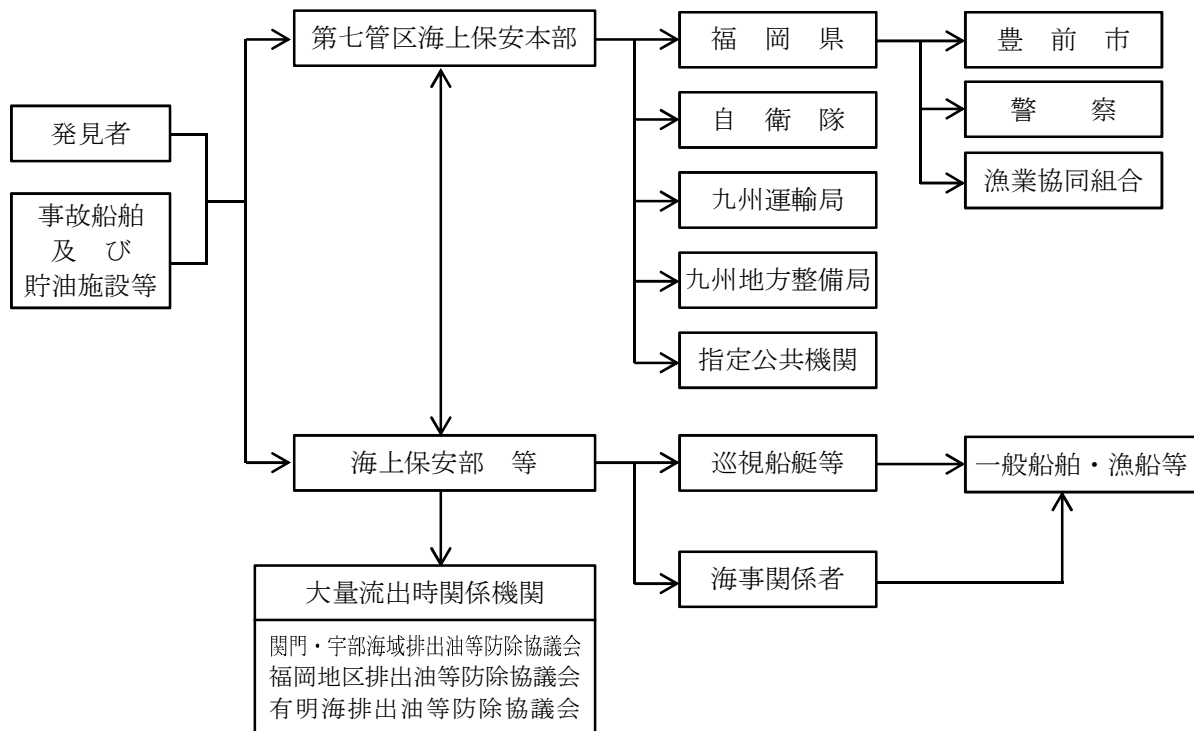 第七管区海上保安本部
福岡県
豊前市
自衛隊
警察
発見者
九州運輸局
漁業協同組合
事故船舶
及び
貯油施設等
九州地方整備局
指定公共機関
海上保安部 等
巡視船艇等
一般船舶・漁船等
海事関係者
大量流出時関係機関
関門・宇部海域排出油等防除協議会
福岡地区排出油等防除協議会
有明海排出油等防除協議会